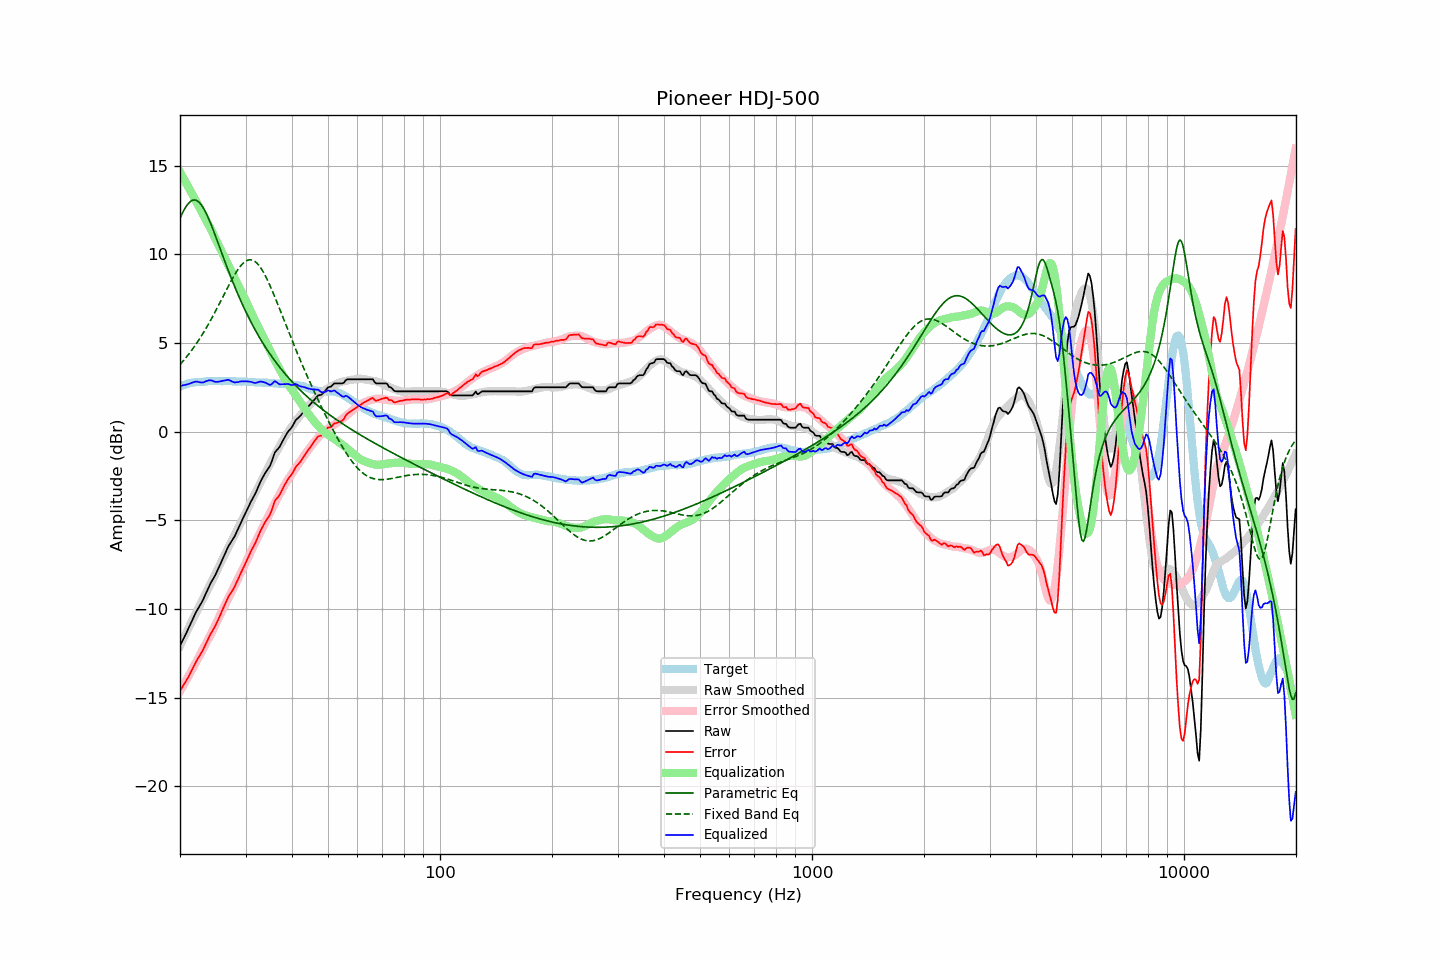 Pioneer HDJ-500
Amplitude (dBr)
15
10
5
0
−5
−10
−15
−20
Target
Raw Smoothed
Error Smoothed
Raw
Error
Equalization
Parametric Eq
Fixed Band Eq
Equalized
100
1000
10000
Frequency (Hz)